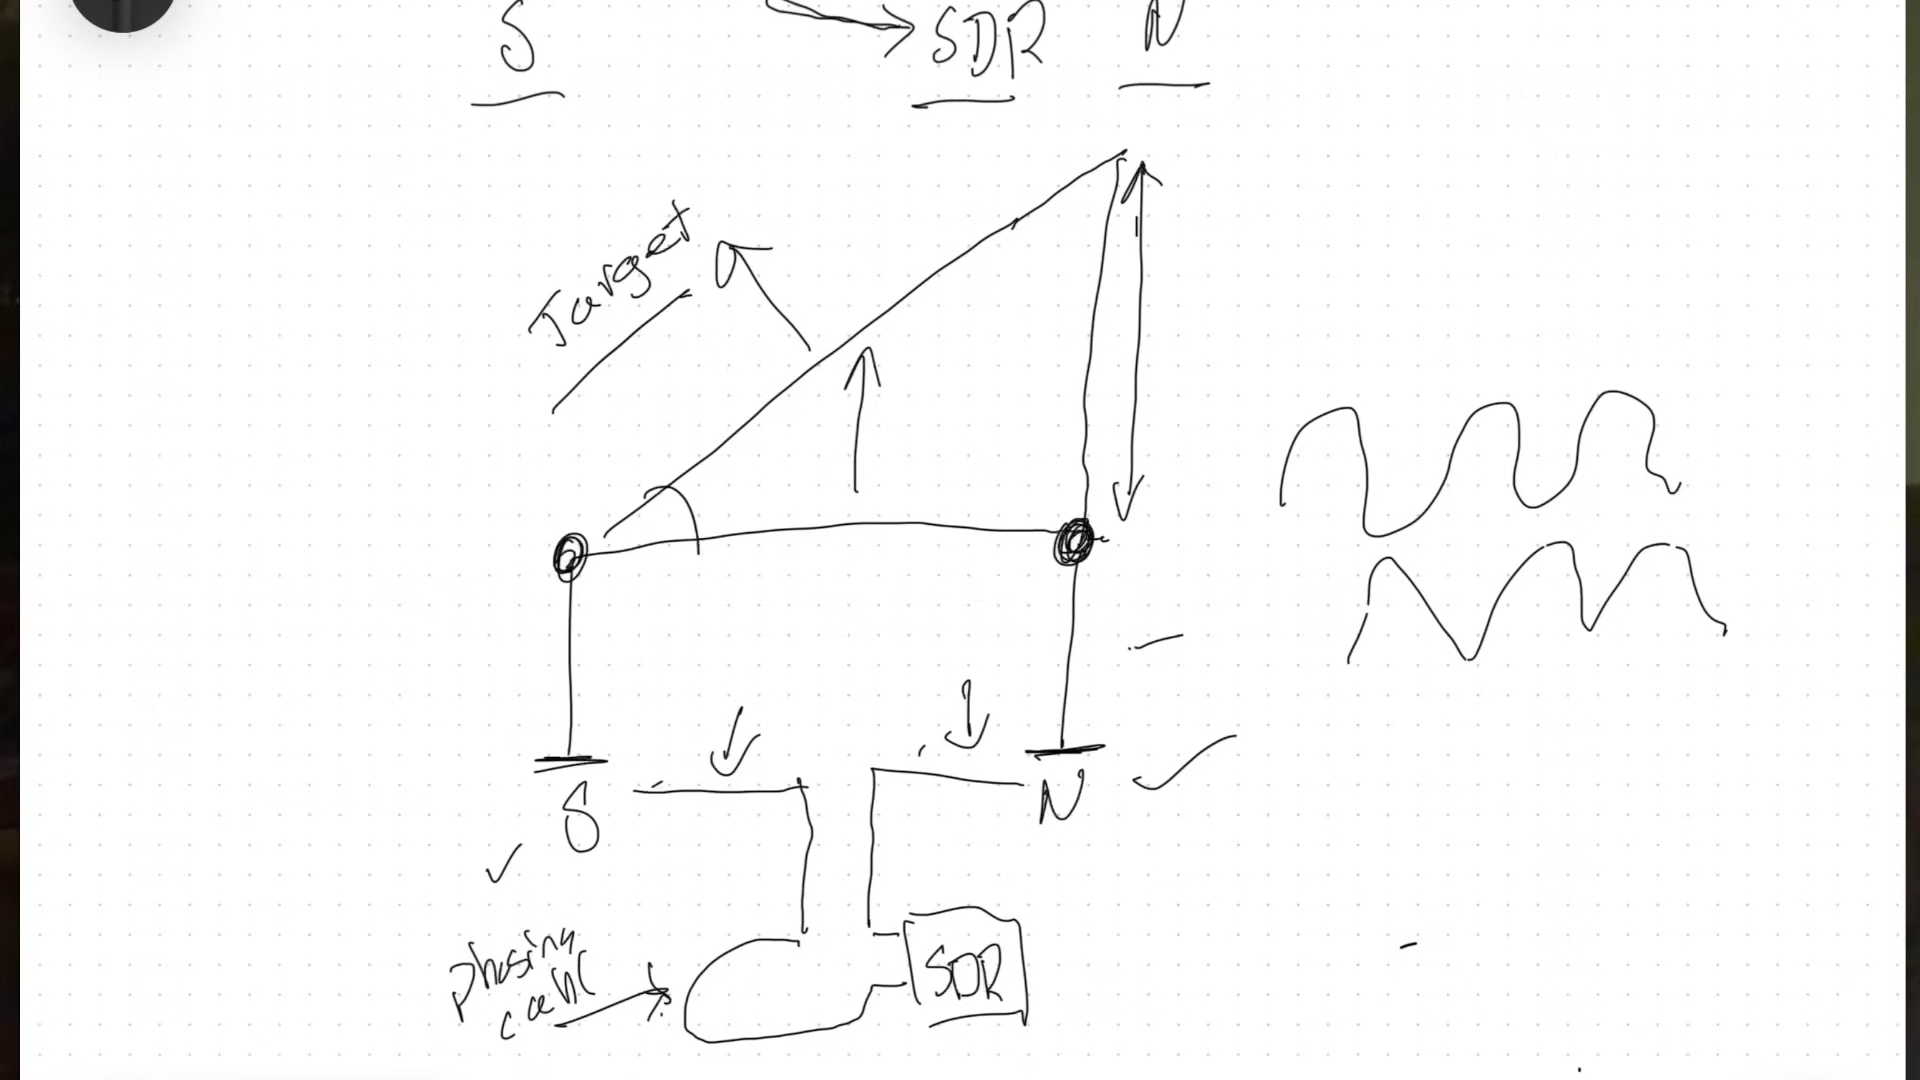 S
SDR
N
Target
S
N
phasing
cable
SDR